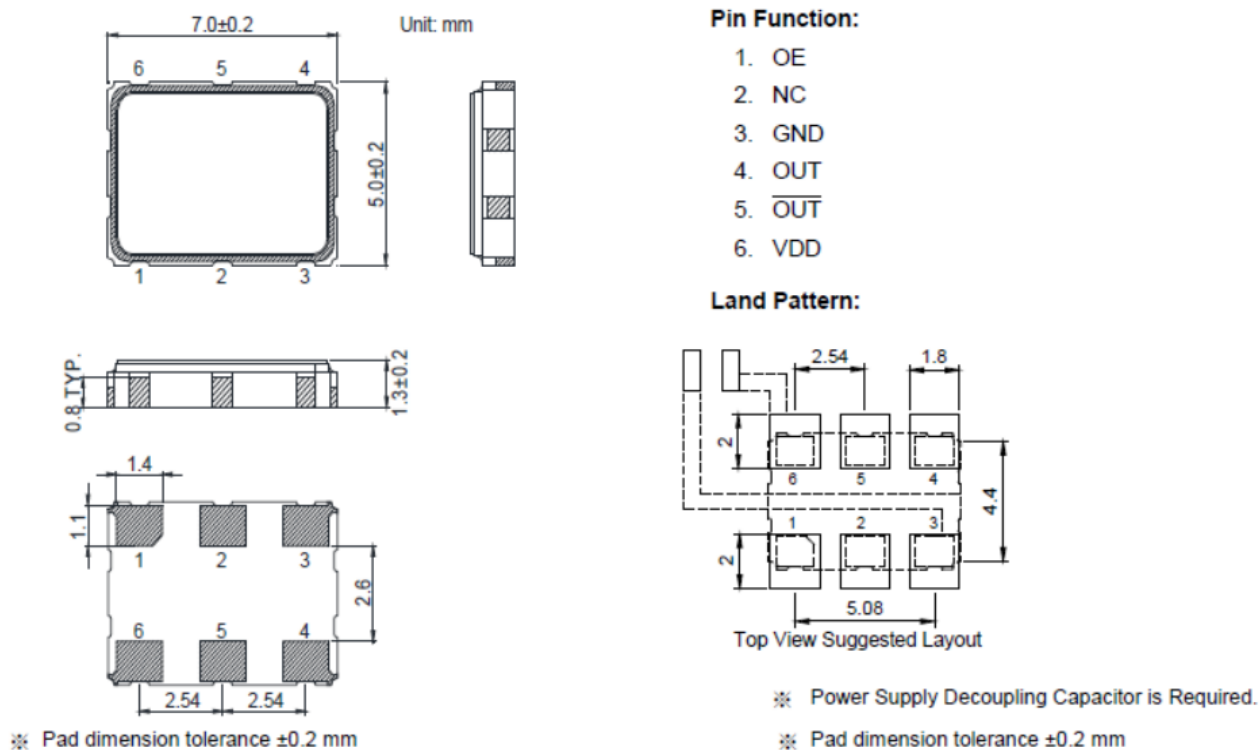 7.0±0.2
Unit: mm
6 5 4
5.0±0.2
1 2 3
0.8 TYP.
1.3±0.2
1.4
1.1
1 2 3
2.6
6 5 4
2.54 2.54
※ Pad dimension tolerance ±0.2 mm
Pin Function:
1. OE
2. NC
3. GND
4. OUT
5. O̅U̅T̅
6. VDD
Land Pattern:
2.54 1.8
2
6 5 4
4.4
1 2 3
2
5.08
Top View Suggested Layout
※ Power Supply Decoupling Capacitor is Required.
※ Pad dimension tolerance ±0.2 mm